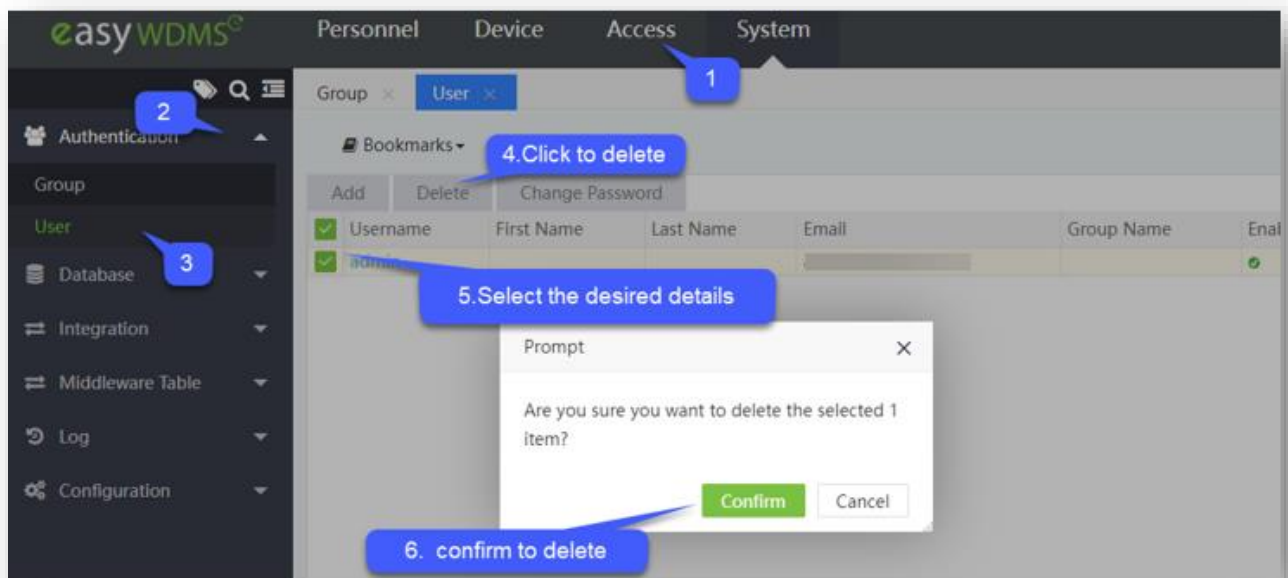 easy WDMS
Personnel Device Access System
1
Group User
2
Authentication
Bookmarks
4.Click to delete
Group
Add Delete Change Password
User
Username First Name Last Name Email Group Name Enal
3
admin
Database
5.Select the desired details
Integration
Prompt
Middleware Table
Are you sure you want to delete the selected 1
item?
Log
Configuration
Confirm Cancel
6. confirm to delete